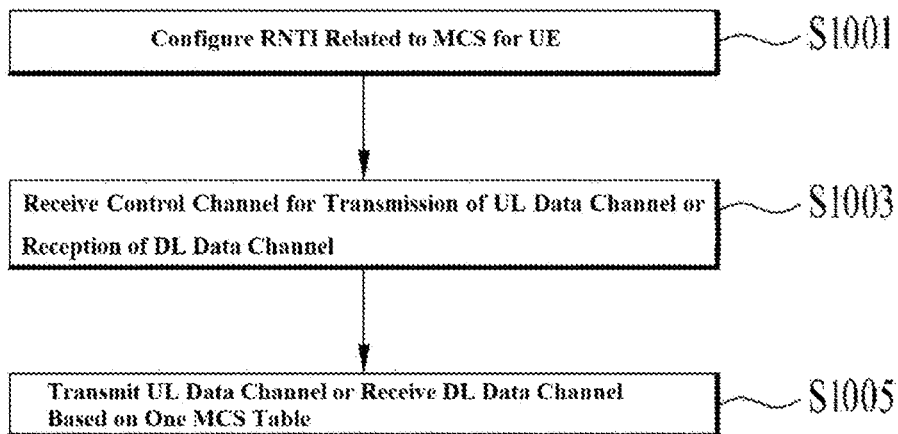 Configure RNTI Related to MCS for UE
S1001
Receive Control Channel for Transmission of UL Data Channel or
Reception of DL Data Channel
S1003
Transmit UL Data Channel or Receive DL Data Channel
Based on One MCS Table
S1005